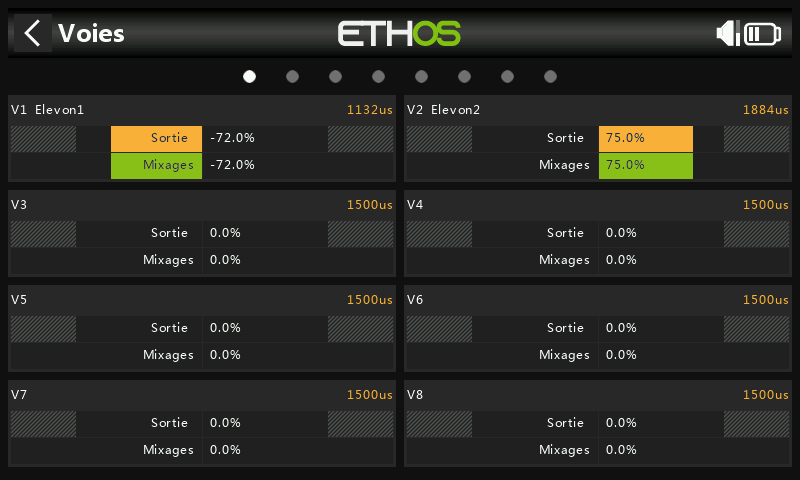 Voies
ETHOS
V1 Elevon1 1132us
Sortie -72.0%
Mixages -72.0%
V2 Elevon2 1884us
Sortie 75.0%
Mixages 75.0%
V3 1500us
Sortie 0.0%
Mixages 0.0%
V4 1500us
Sortie 0.0%
Mixages 0.0%
V5 1500us
Sortie 0.0%
Mixages 0.0%
V6 1500us
Sortie 0.0%
Mixages 0.0%
V7 1500us
Sortie 0.0%
Mixages 0.0%
V8 1500us
Sortie 0.0%
Mixages 0.0%